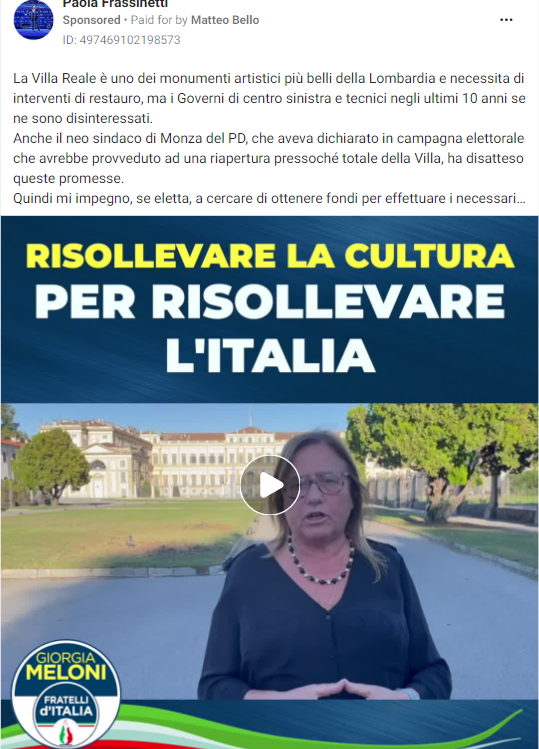 Paola Frassinetti
Sponsored • Paid for by Matteo Bello
ID: 497469102198573
La Villa Reale è uno dei monumenti artistici più belli della Lombardia e necessita di
interventi di restauro, ma i Governi di centro sinistra e tecnici negli ultimi 10 anni se
ne sono disinteressati.
Anche il neo sindaco di Monza del PD, che aveva dichiarato in campagna elettorale
che avrebbe provveduto ad una riapertura pressoché totale della Villa, ha disatteso
queste promesse.
Quindi mi impegno, se eletta, a cercare di ottenere fondi per effettuare i necessari...
RISOLLEVARE LA CULTURA
PER RISOLLEVARE
L'ITALIA
GIORGIA
MELONI
FRATELLI
d'ITALIA